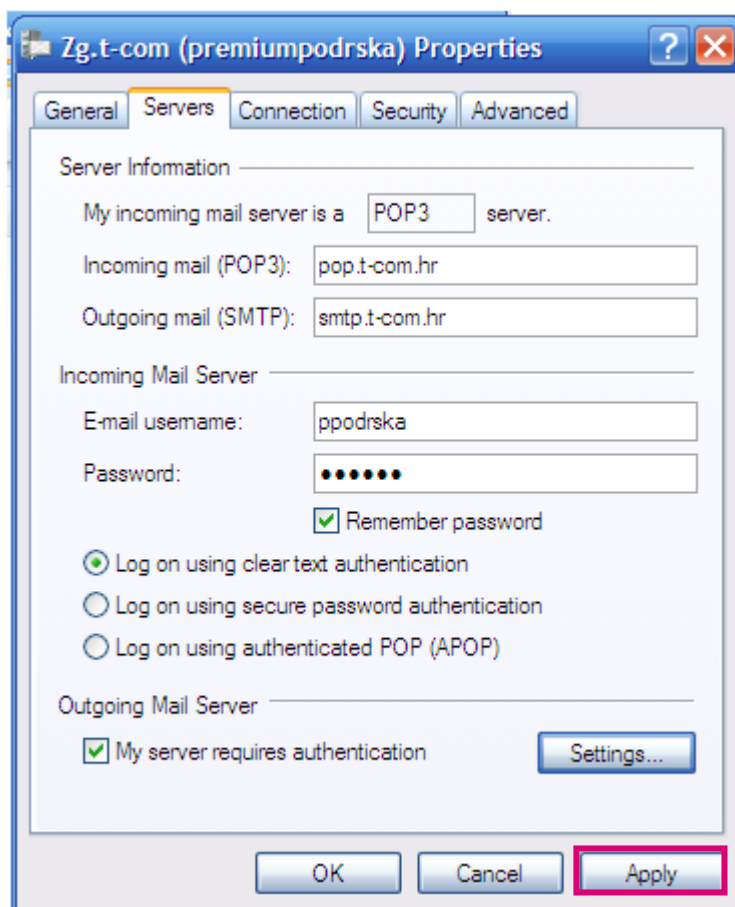 Zg.t-com (premiumpodrska) Properties
General Servers Connection Security Advanced
Server Information
My incoming mail server is a POP3 server.
Incoming mail (POP3): pop.t-com.hr
Outgoing mail (SMTP): smtp.t-com.hr
Incoming Mail Server
E-mail username: ppodrska
Password: ●●●●●●
Remember password
Log on using clear text authentication
Log on using secure password authentication
Log on using authenticated POP (APOP)
Outgoing Mail Server
My server requires authentication Settings...
OK Cancel Apply